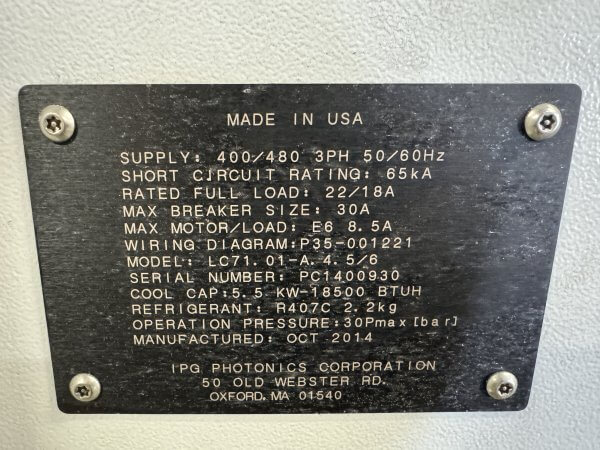 MADE IN USA
SUPPLY: 400/480 3PH 50/60Hz
SHORT CIRCUIT RATING: 65kA
RATED FULL LOAD: 22/18A
MAX BREAKER SIZE: 30A
MAX MOTOR/LOAD: E6 8.5A
WIRING DIAGRAM:P35-001221
MODEL: LC71.01-A.4.5/6
SERIAL NUMBER: PC1400930
COOL CAP:5.5 KW-18500 BTUH
REFRIGERANT: R407C 2.2kg
OPERATION PRESSURE:30Pmax[bar]
MANUFACTURED: OCT 2014
IPG PHOTONICS CORPORATION
50 OLD WEBSTER RD.
OXFORD, MA 01540